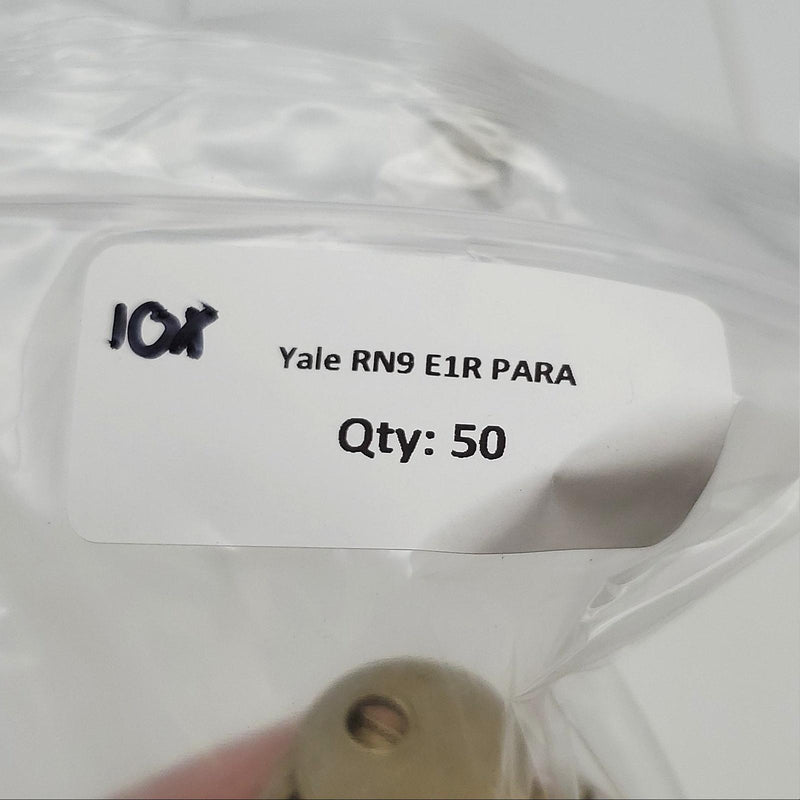 10X
Yale RN9 E1R PARA
Qty: 50